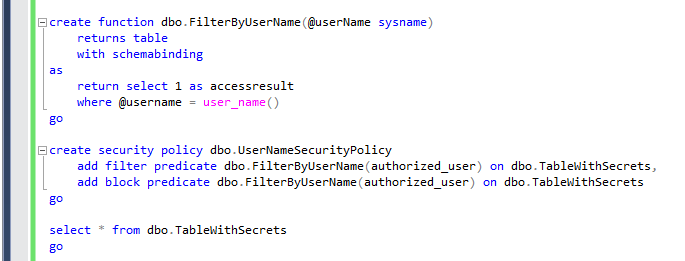 create function dbo.FilterByUserName(@userName sysname)
returns table
with schemabinding
as
return select 1 as accessresult
where @username = user_name()
go
create security policy dbo.UserNameSecurityPolicy
add filter predicate dbo.FilterByUserName(authorized_user) on dbo.TableWithSecrets,
add block predicate dbo.FilterByUserName(authorized_user) on dbo.TableWithSecrets
go
select * from dbo.TableWithSecrets
go